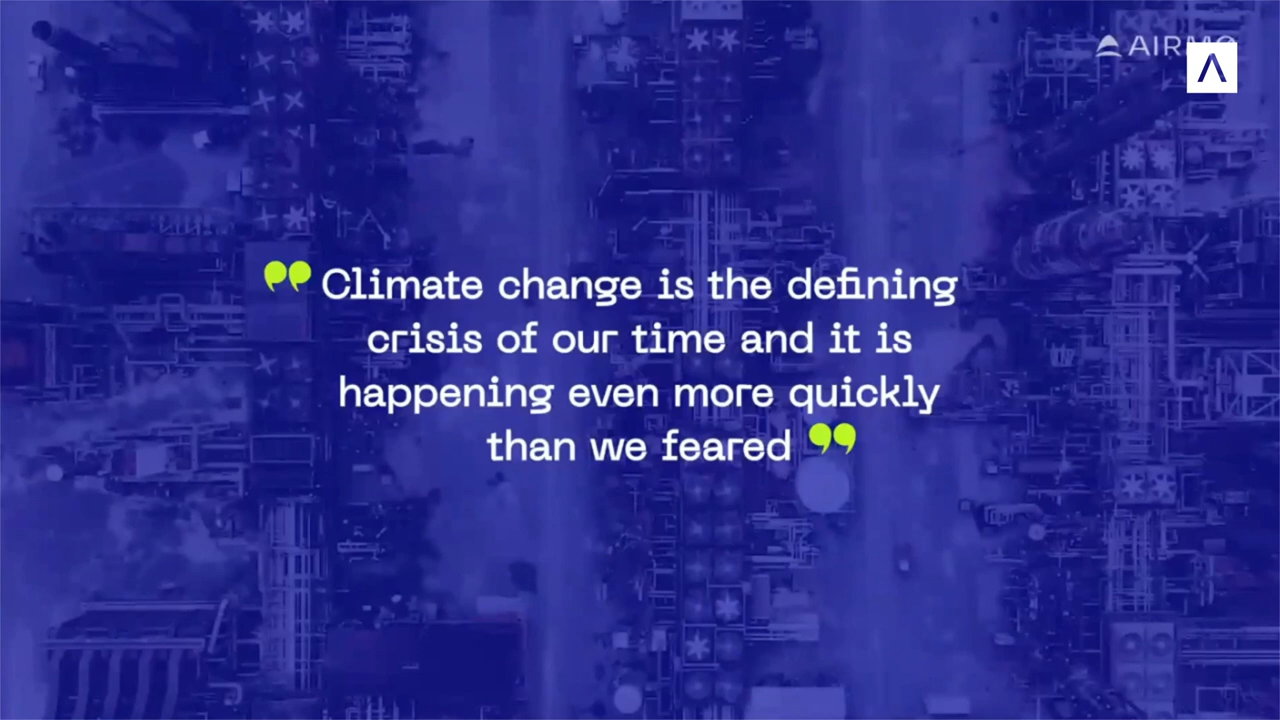 AIRMO
❟❟ Climate change is the defining
crisis of our time and it is
happening even more quickly
than we feared ❟❟